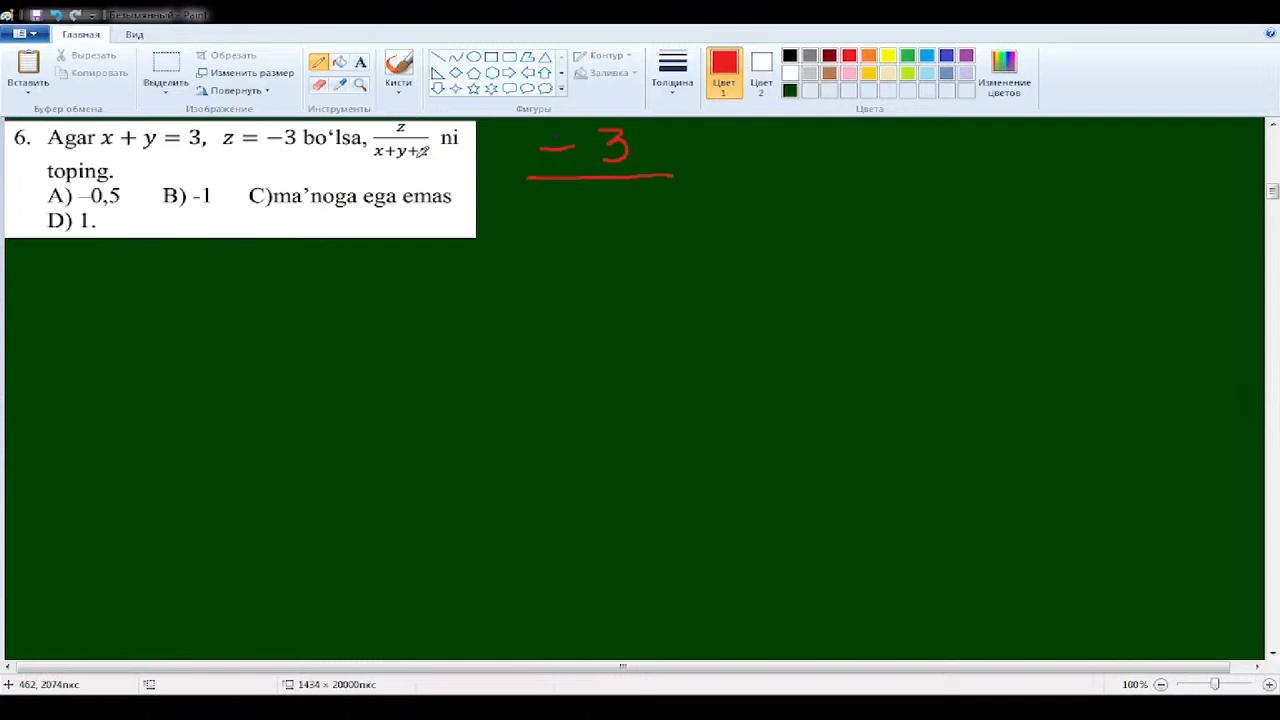 Безымянный - Paint
Главная Вид
Вставить
Вырезать
Копировать
Буфер обмена
Выделить
Обрезать
Изменить размер
Повернуть
Изображение
A
Инструменты
Кисти
Фигуры
Контур
Заливка
Толщина
Цвет 1
Цвет 2
Изменение цветов
Цвета
6. Agar x + y = 3, z = −3 bo‘lsa, z/(x+y+z) ni
toping.
A) –0,5 B) -1 C)ma’noga ega emas
D) 1.
− 3
462, 2074пкс
1434 × 20000пкс
100%